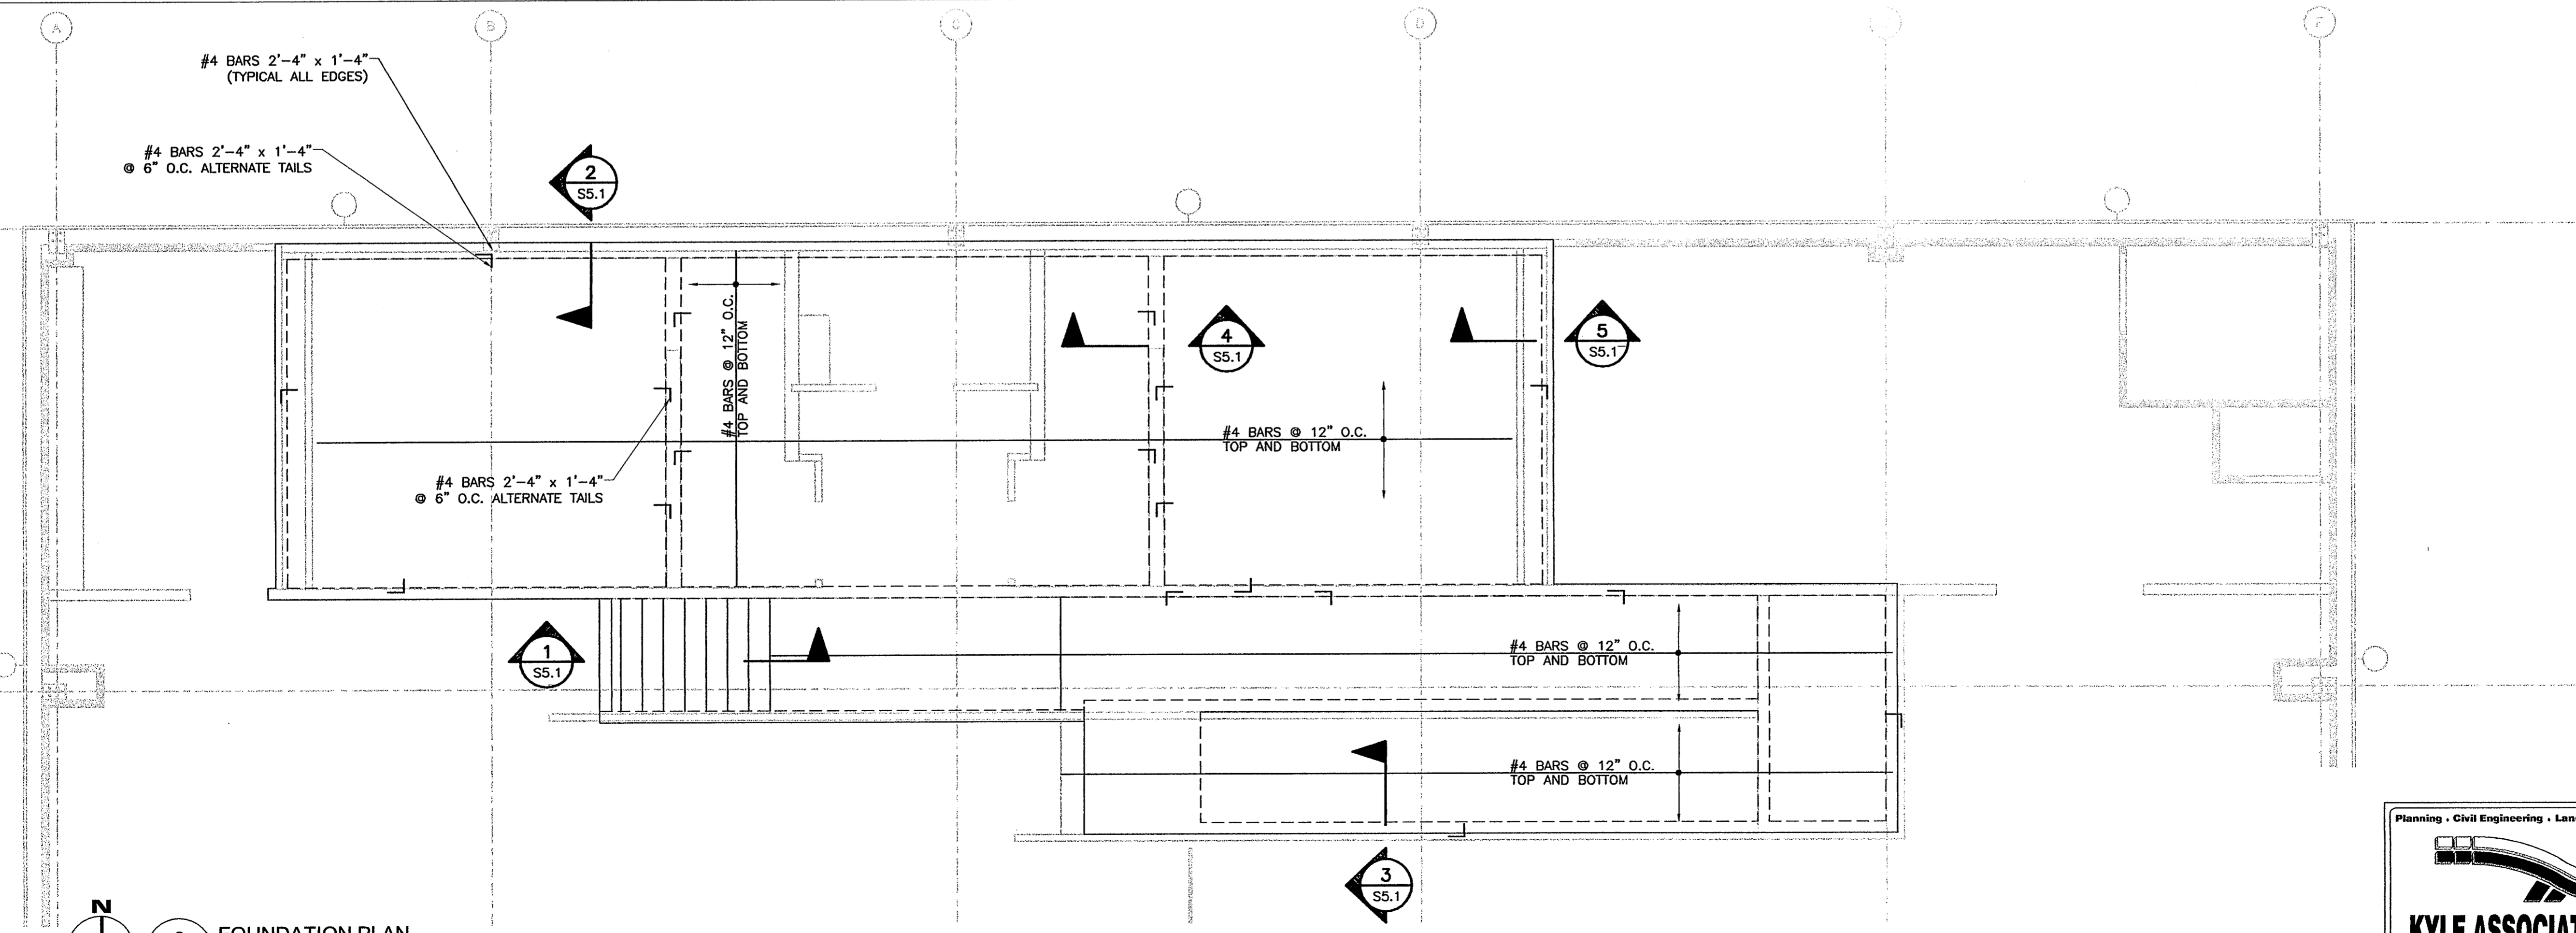 A
B
C
D
F
#4 BARS 2'-4" x 1'-4"
(TYPICAL ALL EDGES)
#4 BARS 2'-4" x 1'-4"
@ 6" O.C. ALTERNATE TAILS
2
S5.1
#4 BARS @ 12" O.C.
TOP AND BOTTOM
4
S5.1
5
S5.1
#4 BARS @ 12" O.C.
TOP AND BOTTOM
#4 BARS 2'-4" x 1'-4"
@ 6" O.C. ALTERNATE TAILS
1
S5.1
#4 BARS @ 12" O.C.
TOP AND BOTTOM
#4 BARS @ 12" O.C.
TOP AND BOTTOM
3
S5.1
N
FOUNDATION PLAN
Planning . Civil Engineering .
KYLE